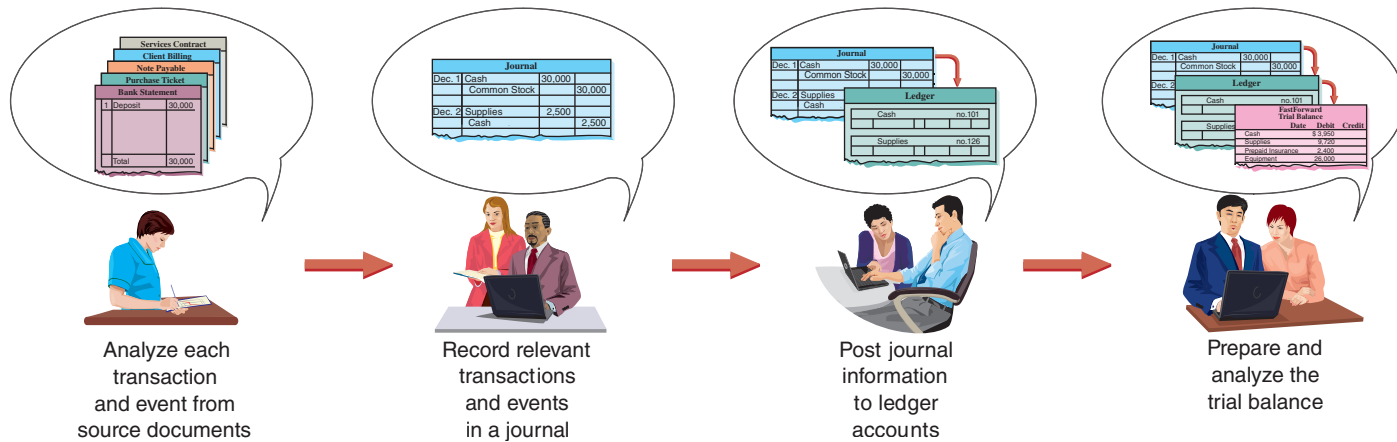 Services Contract
Client Billing
Note Payable
Purchase Ticket
Bank Statement
1 Deposit 30,000
Total 30,000
Analyze each
transaction
and event from
source documents
Journal
Dec. 1 Cash 30,000
Common Stock 30,000
Dec. 2 Supplies 2,500
Cash 2,500
Record relevant
transactions
and events
in a journal
Journal
Dec. 1 Cash 30,000
Common Stock 30,000
Dec. 2 Supplies
Cash
Ledger
Cash no.101
Supplies no.126
Post journal
information
to ledger
accounts
Journal
Dec. 1 Cash 30,000
Common Stock 30,000
Dec. 2
Ledger
Cash no.101
Supplies
FastForward
Trial Balance
Date Debit Credit
Cash $ 3,950
Supplies 9,720
Prepaid Insurance 2,400
Equipment 26,000
Prepare and
analyze the
trial balance